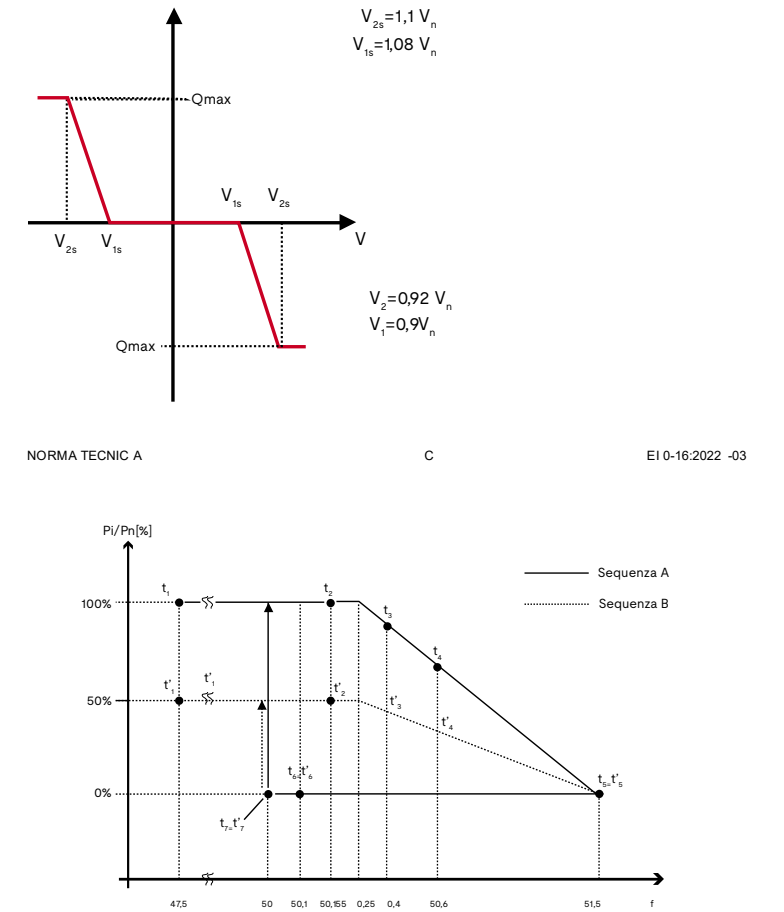 V2s=1,1 Vn
V1s=1,08 Vn
Qmax
V1s V2s
V2s V1s V
V2=0,92 Vn
V1=0,9Vn
Qmax
NORMA TECNIC A C EI 0-16:2022 -03
Pi/Pn[%]
Sequenza A
Sequenza B
t1 t2
100%
t3
t4
t'1 t'1 t'2
50%
t'3
t'4
t6=t'6
t5=t'5
0%
t7=t'7
47,5 50 50,1 50,155 0,25 0,4 50,6 51,5 f